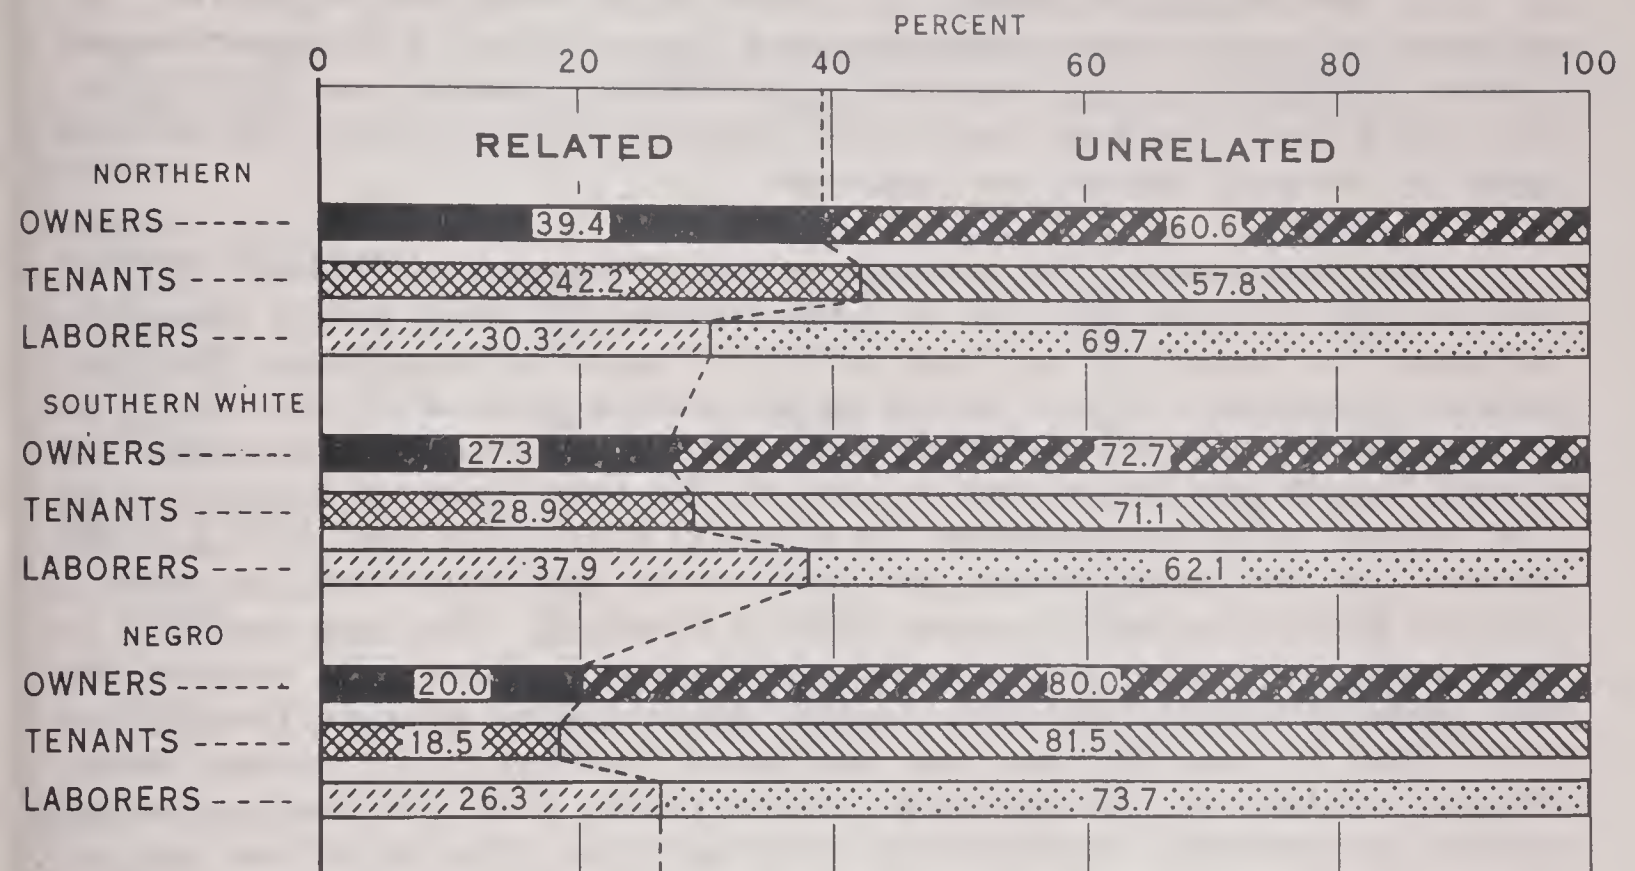 PERCENT
0 20 40 60 80 100
RELATED UNRELATED
NORTHERN
OWNERS ------ 39.4 60.6
TENANTS ----- 42.2 57.8
LABORERS ---- 30.3 69.7
SOUTHERN WHITE
OWNERS ------ 27.3 72.7
TENANTS ----- 28.9 71.1
LABORERS ---- 37.9 62.1
NEGRO
OWNERS ------ 20.0 80.0
TENANTS ----- 18.5 81.5
LABORERS ---- 26.3 73.7